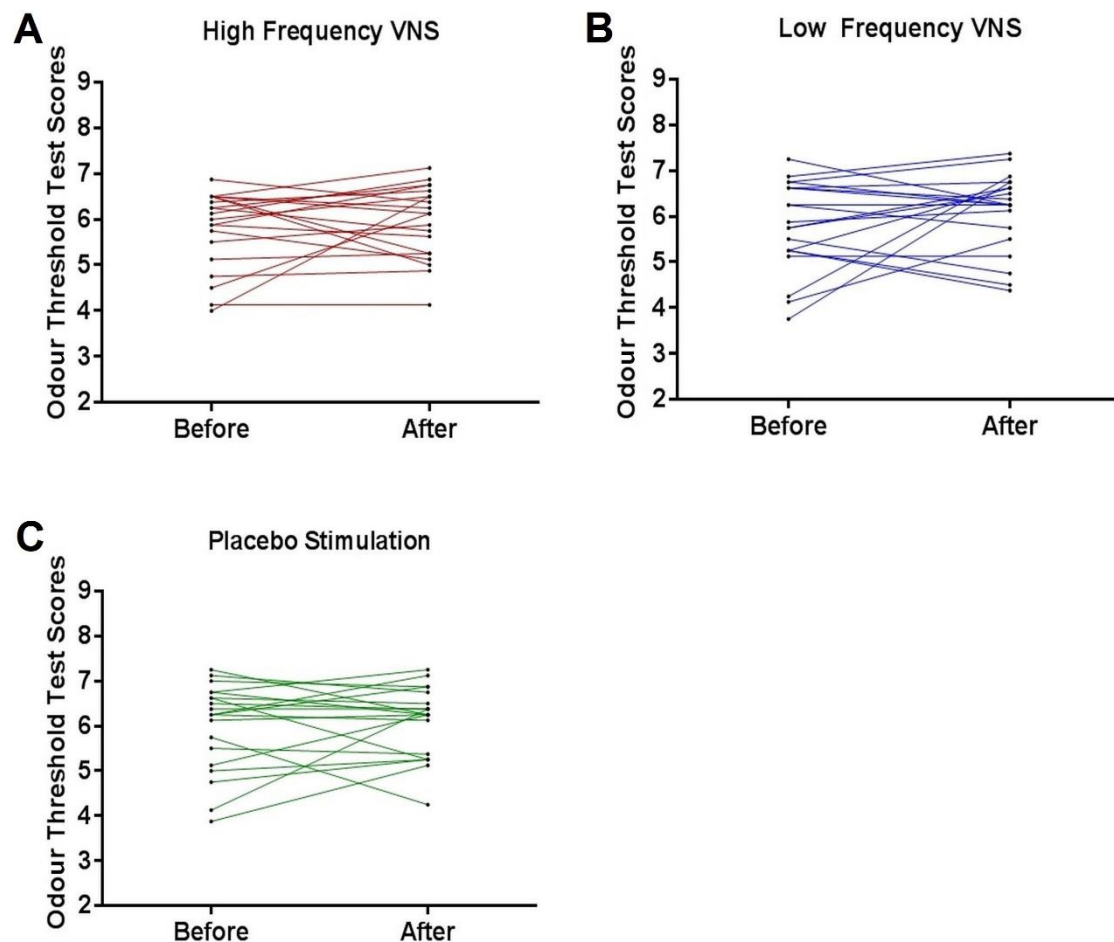 A
High Frequency VNS
Odour Threshold Test Scores
9
8
7
6
5
4
3
2
Before After
B
Low Frequency VNS
Odour Threshold Test Scores
9
8
7
6
5
4
3
2
Before After
C
Placebo Stimulation
Odour Threshold Test Scores
9
8
7
6
5
4
3
2
Before After